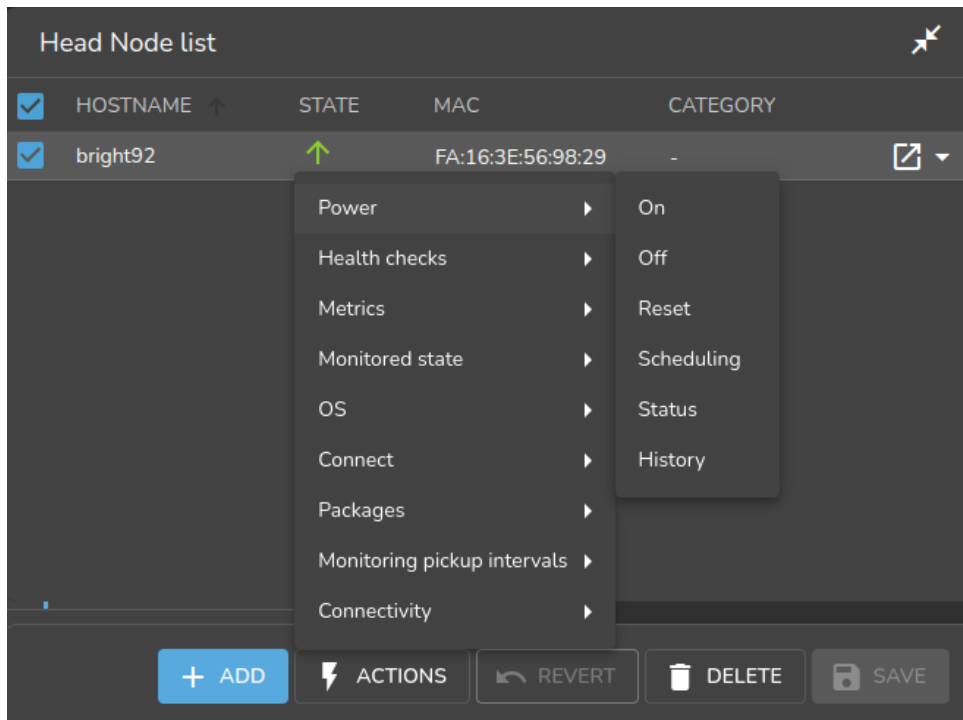 Head Node list
HOSTNAME STATE MAC CATEGORY
bright92 FA:16:3E:56:98:29 -
Power
Health checks
Metrics
Monitored state
OS
Connect
Packages
Monitoring pickup intervals
Connectivity
On
Off
Reset
Scheduling
Status
History
ADD ACTIONS REVERT DELETE SAVE